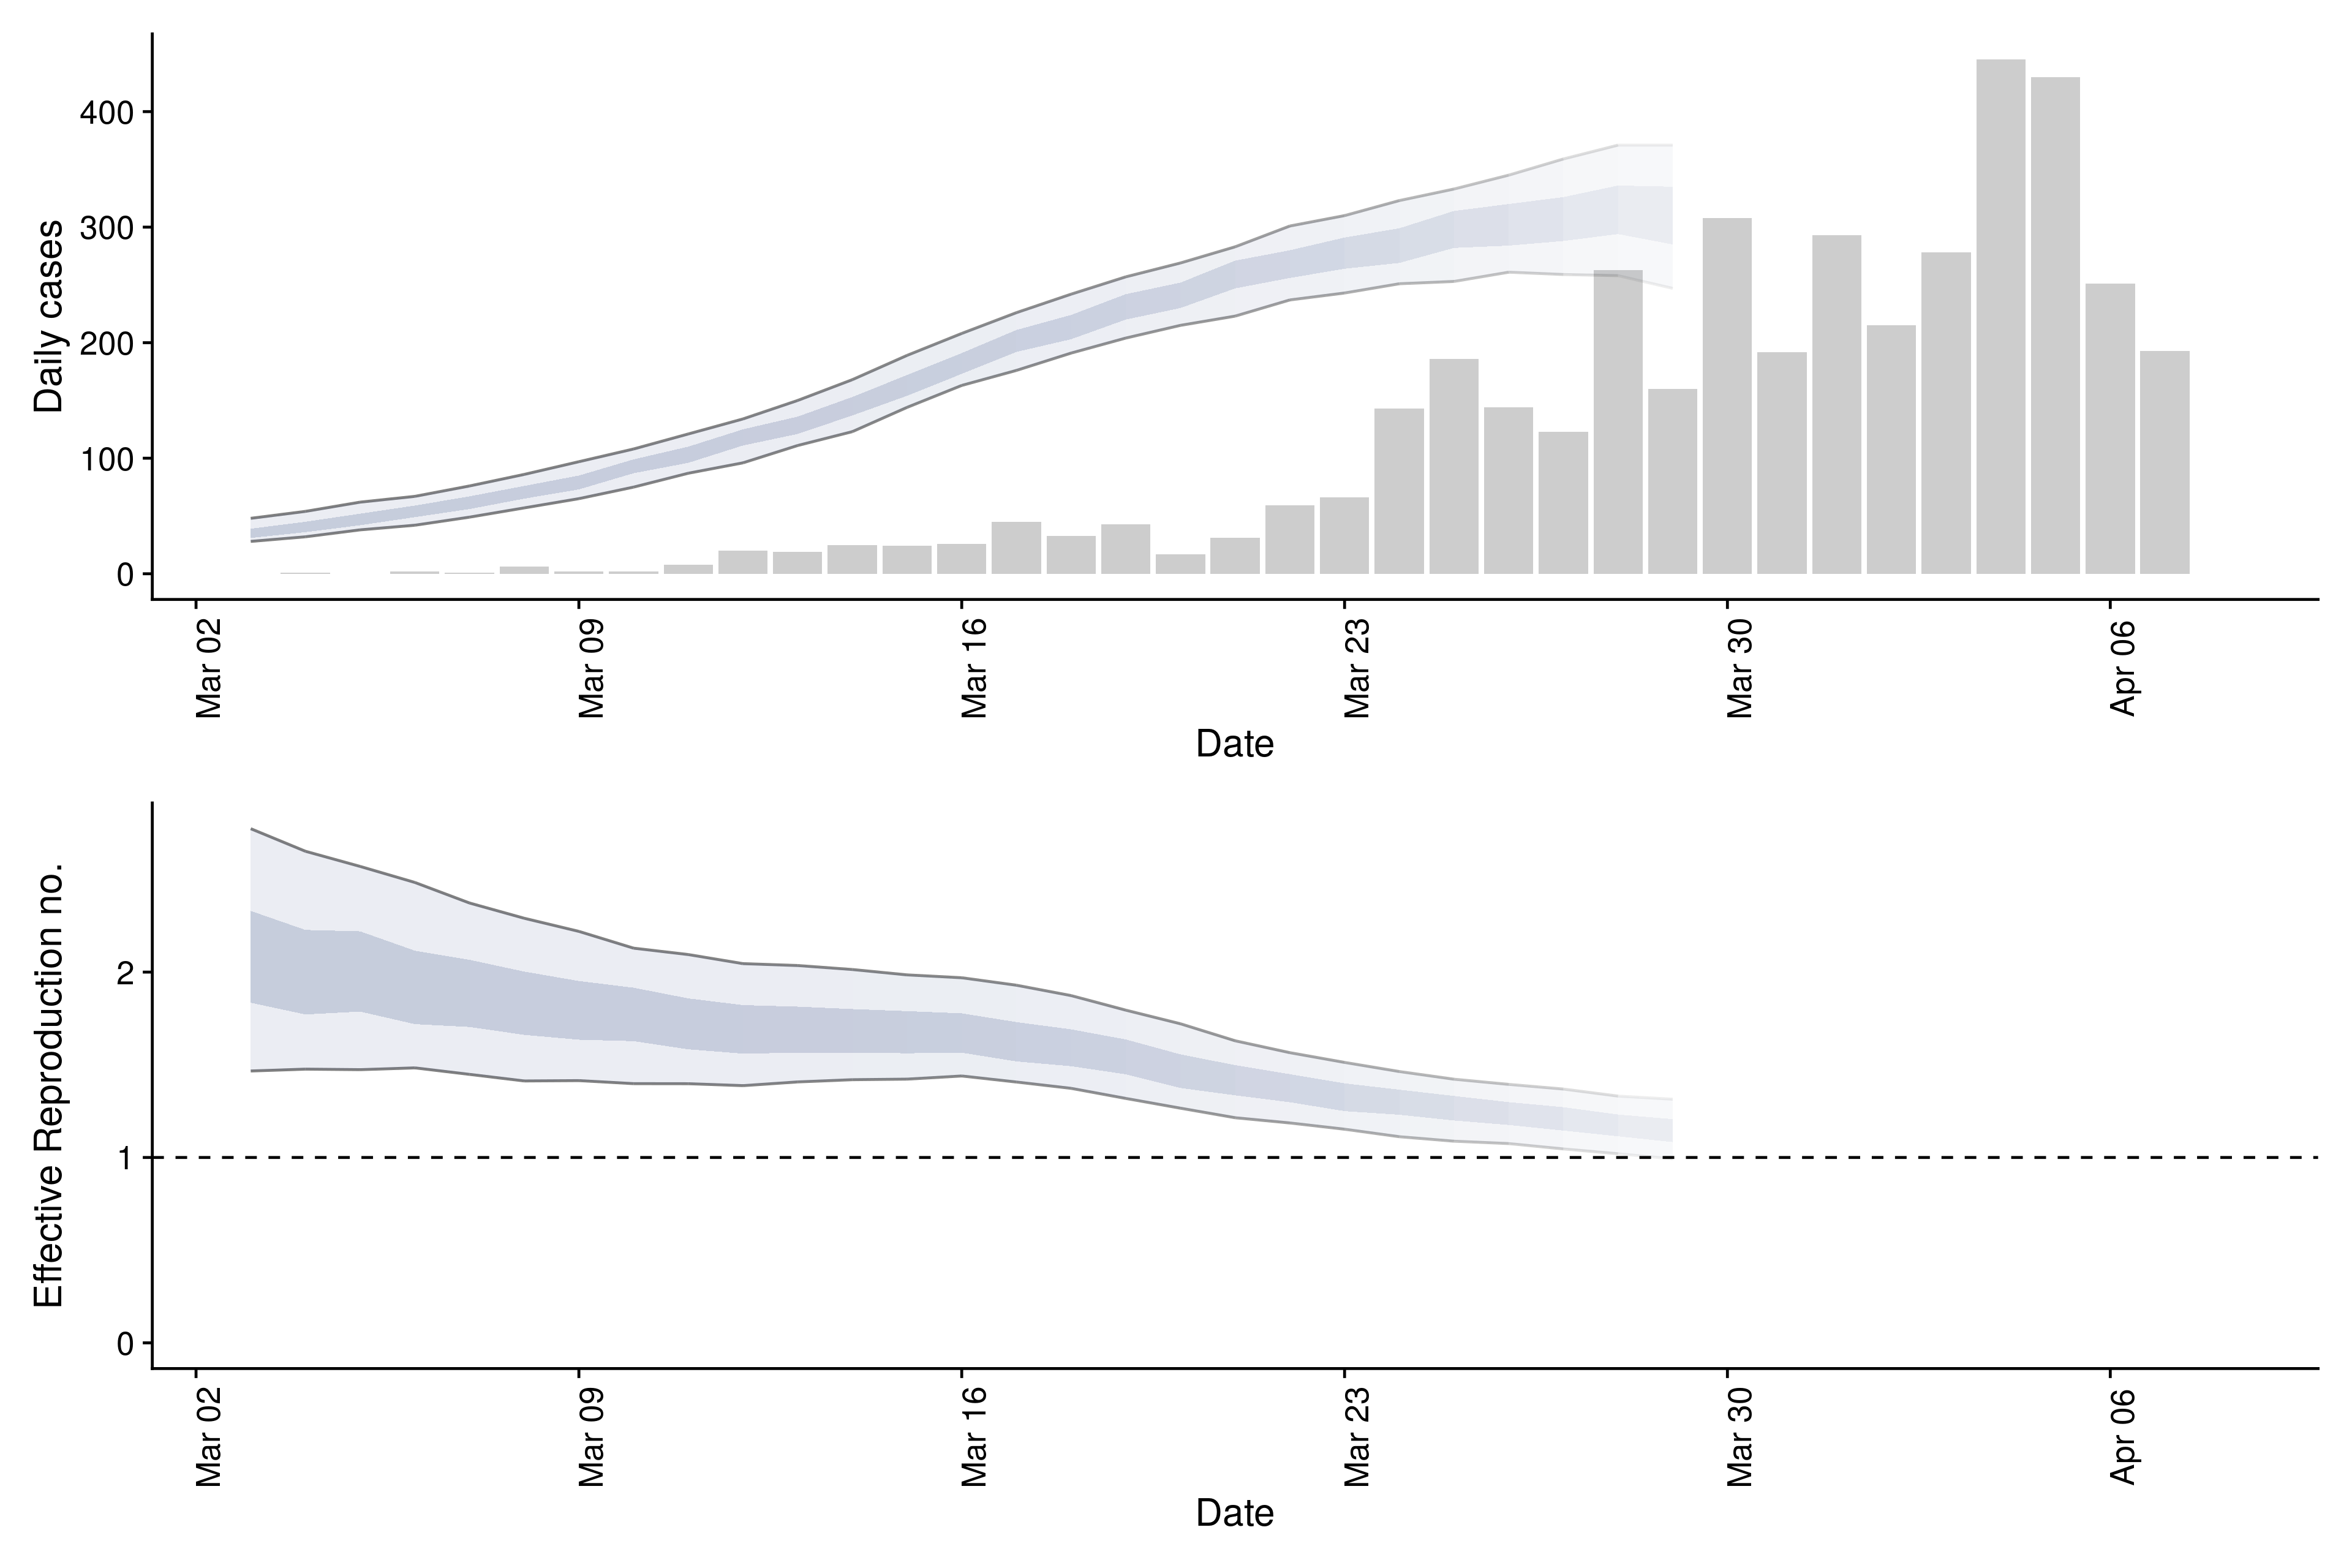 Daily cases
400
300
200
100
0
Mar 02
Mar 09
Mar 16
Mar 23
Mar 30
Apr 06
Date
Effective Reproduction no.
2
1
0
Mar 02
Mar 09
Mar 16
Mar 23
Mar 30
Apr 06
Date